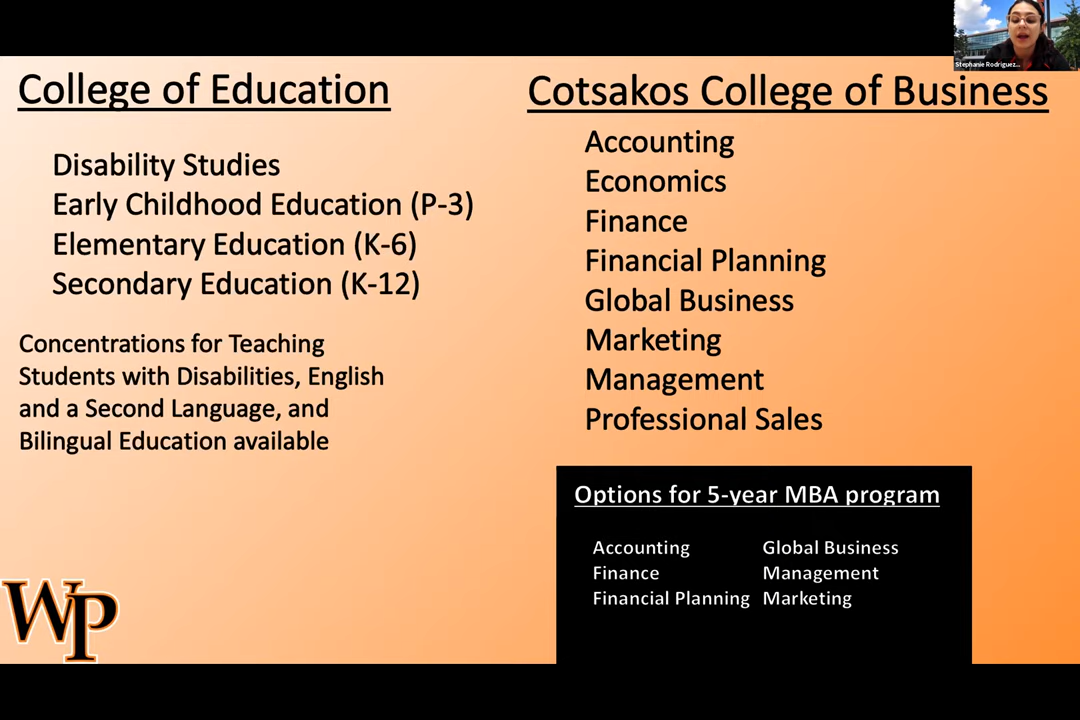 Stephanie Rodriguez...
College of Education
Disability Studies
Early Childhood Education (P-3)
Elementary Education (K-6)
Secondary Education (K-12)
Concentrations for Teaching
Students with Disabilities, English
and a Second Language, and
Bilingual Education available
WP
Cotsakos College of Business
Accounting
Economics
Finance
Financial Planning
Global Business
Marketing
Management
Professional Sales
Options for 5-year MBA program
Accounting
Finance
Financial Planning
Global Business
Management
Marketing